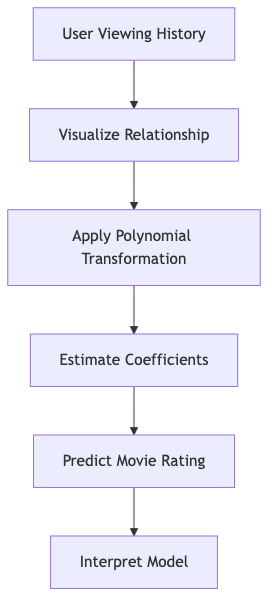 User Viewing History
Visualize Relationship
Apply Polynomial
Transformation
Estimate Coefficients
Predict Movie Rating
Interpret Model